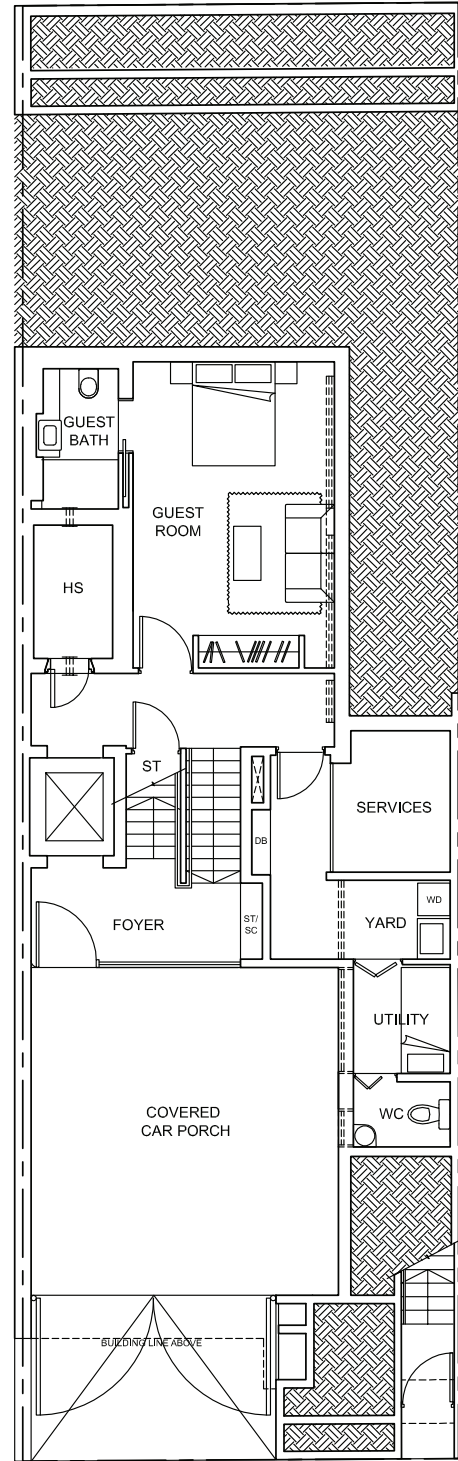 GUEST
BATH
GUEST
ROOM
HS
ST
SERVICES
DB
WD
FOYER
ST/
SC
YARD
UTILITY
WC
COVERED
CAR PORCH
BUILDING LINE ABOVE